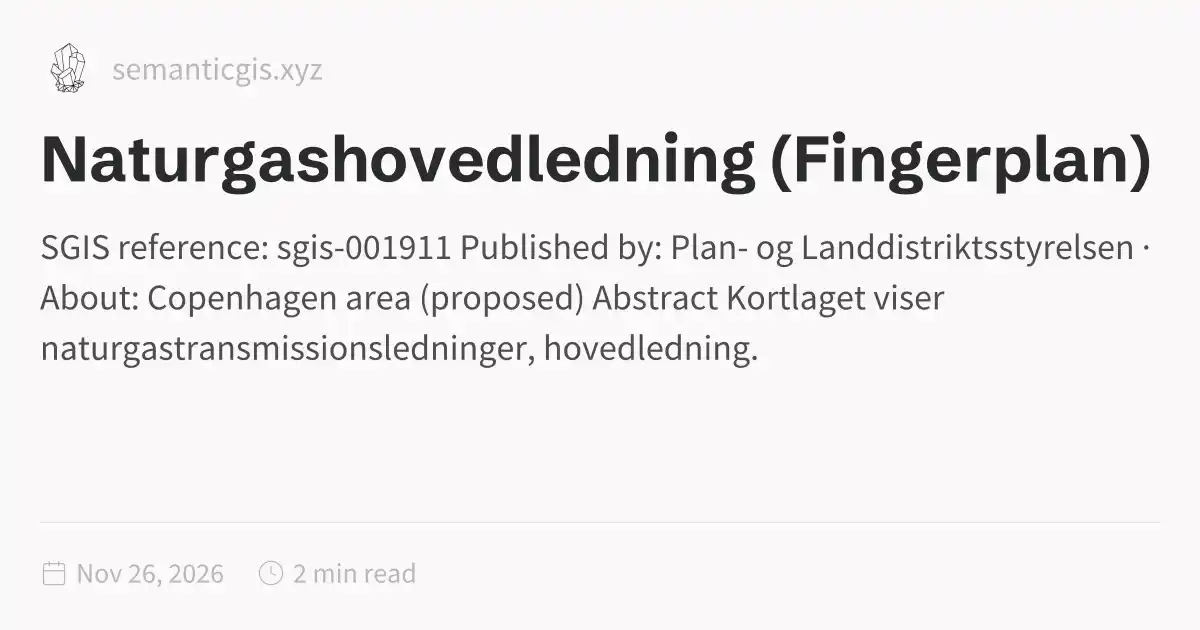 semanticgis.xyz
Naturgashovedledning (Fingerplan)
SGIS reference: sgis-001911 Published by: Plan- og Landdistriktsstyrelsen ·
About: Copenhagen area (proposed) Abstract Kortlaget viser
naturgastransmissionsledninger, hovedledning.
Nov 26, 2026 2 min read